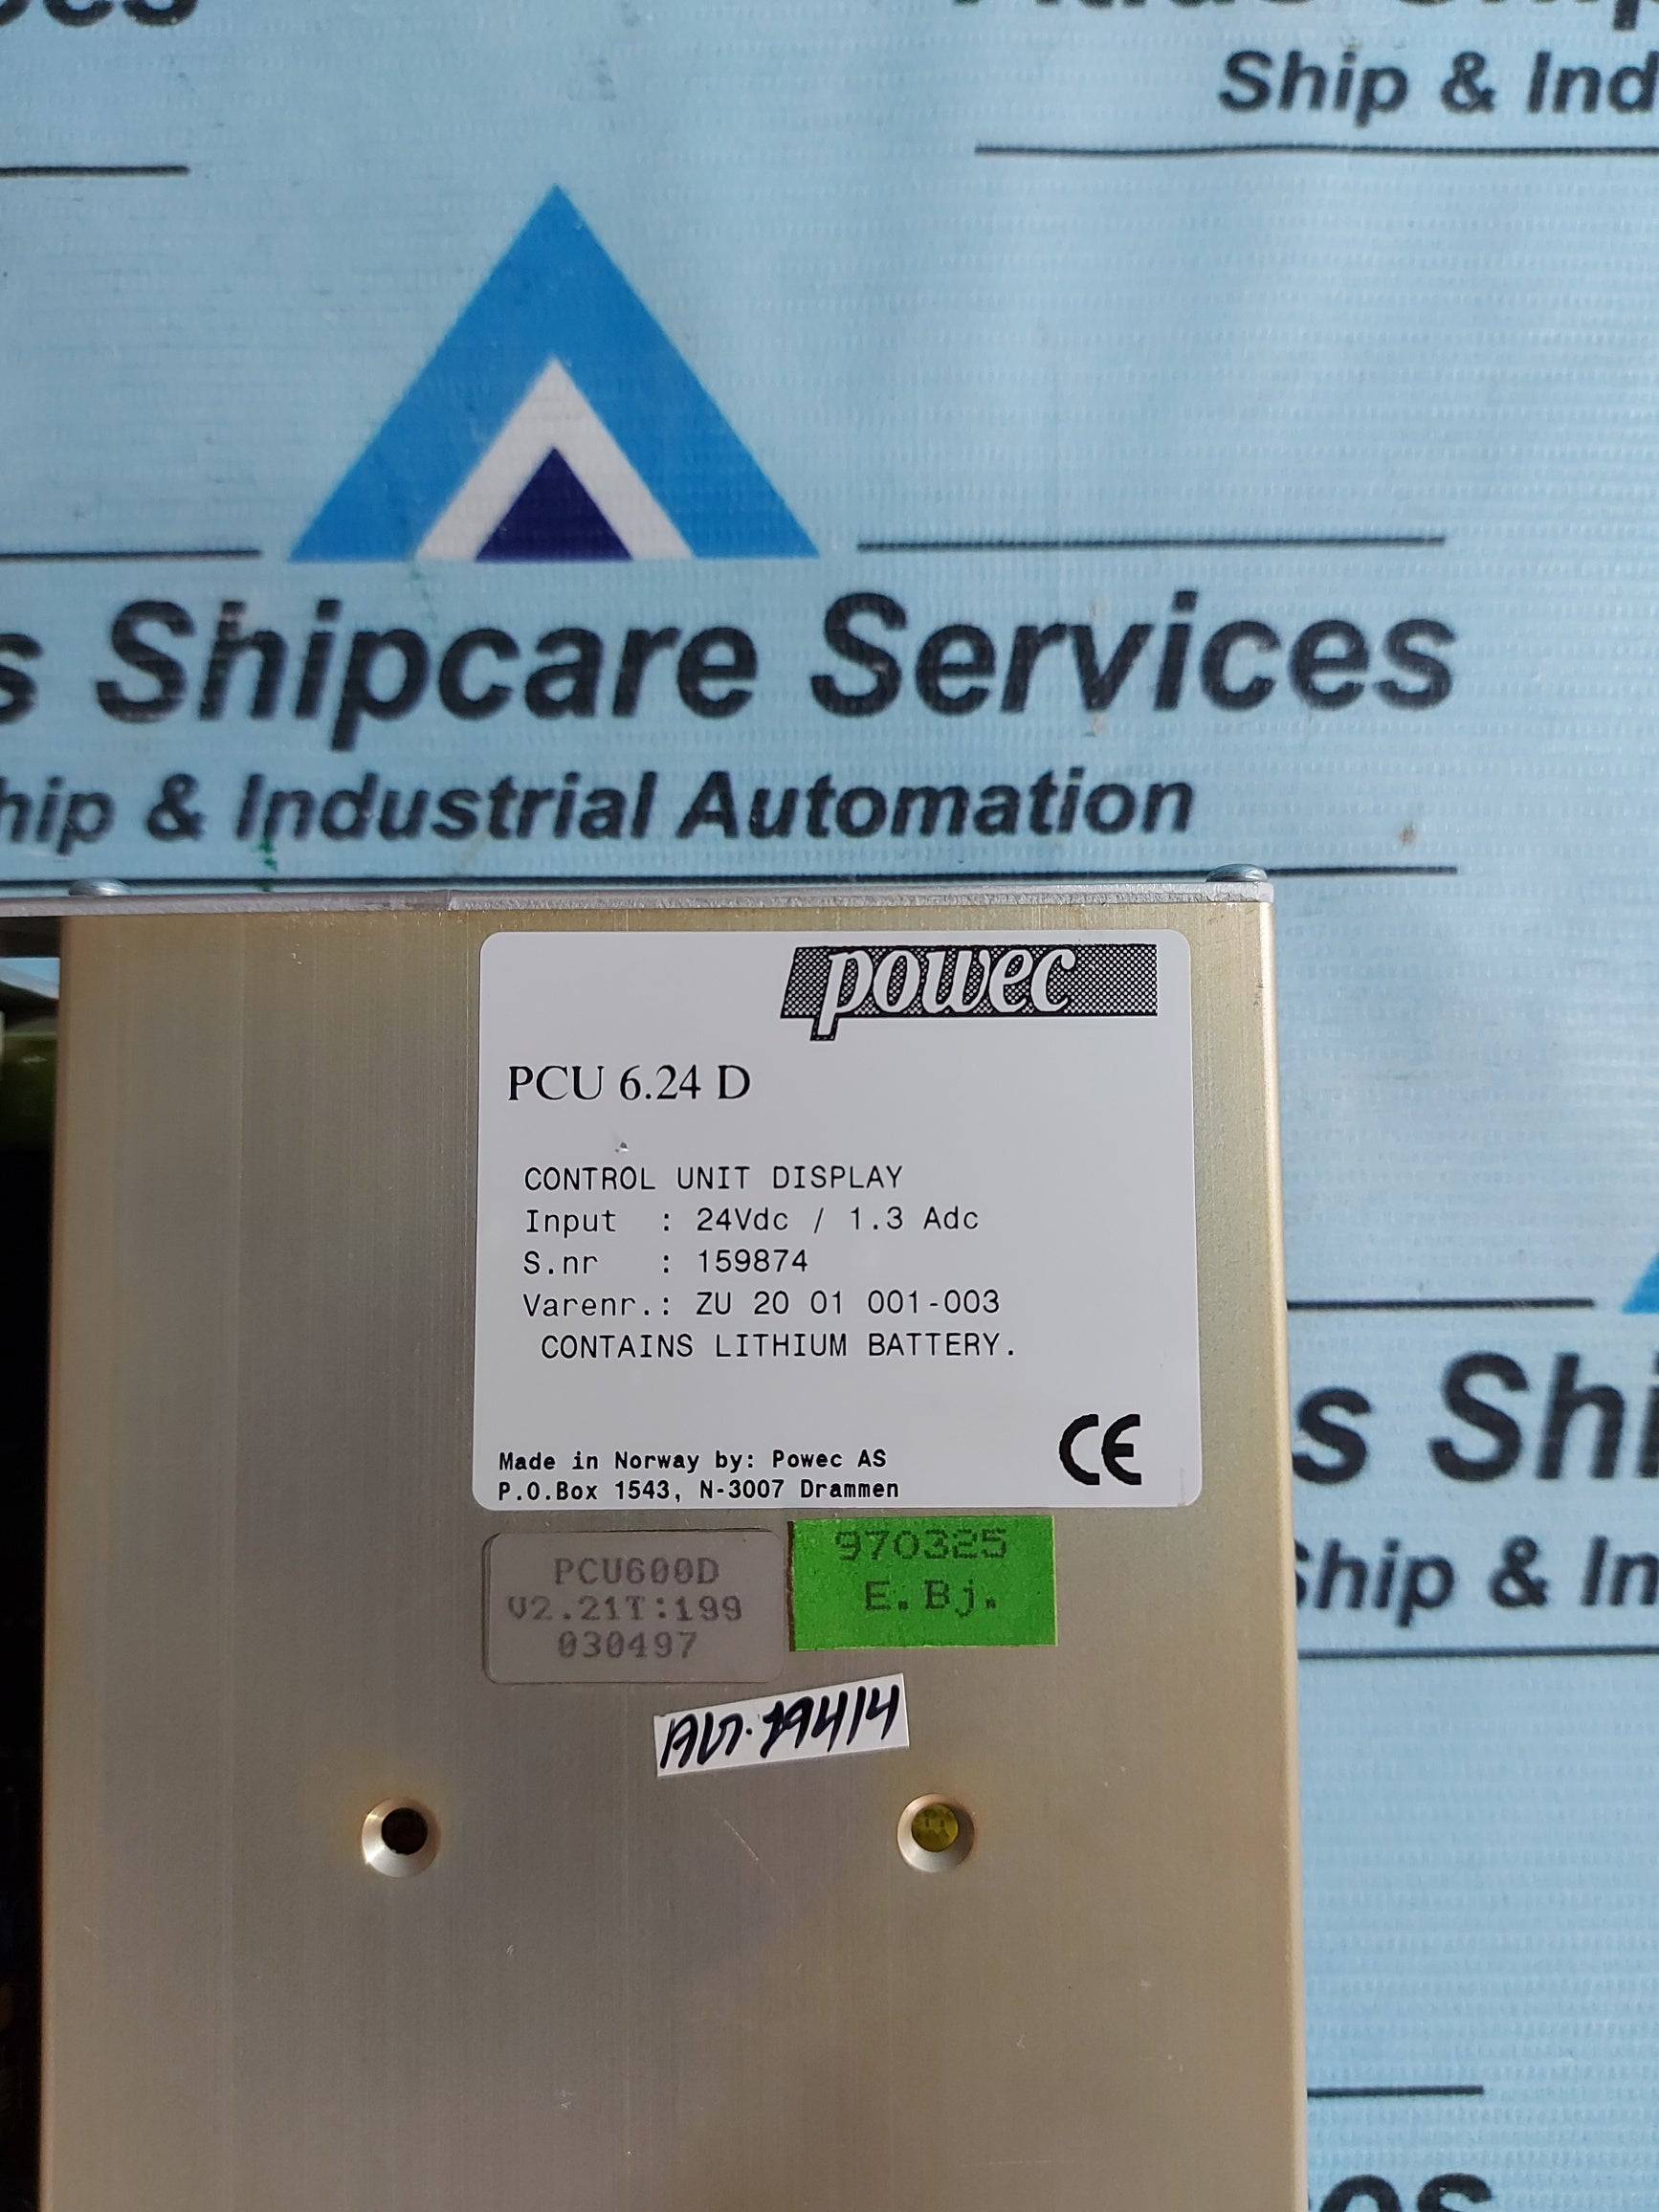 Ship & Ind
s Shipcare Services
hip & Industrial Automation
powec
PCU 6.24 D
CONTROL UNIT DISPLAY
Input : 24Vdc / 1.3 Adc
S.nr : 159874
Varenr.: ZU 20 01 001-003
CONTAINS LITHIUM BATTERY.
CE
Made in Norway by: Powec AS
P.O.Box 1543, N-3007 Drammen
PCU600D
V2.21T:199
030497
970325
E.Bj.
s Shi
Ship & In